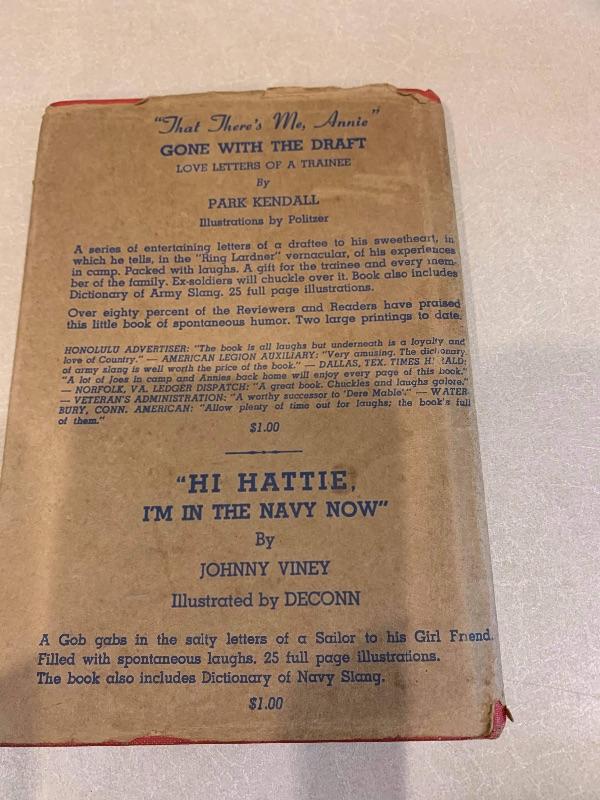 "That There's Me, Annie"
GONE WITH THE DRAFT
LOVE LETTERS OF A TRAINEE
By
PARK KENDALL
Illustrations by Politzer
A series of entertaining letters of a draftee to his sweetheart, in
which he tells, in the "Ring Lardner" vernacular, of his experiences
in camp. Packed with laughs. A gift for the trainee and every mem-
ber of the family. Ex-soldiers will chuckle over it. Book also includes
Dictionary of Army Slang. 25 full page illustrations.
Over eighty percent of the Reviewers and Readers have praised
this little book of spontaneous humor. Two large printings to date.
HONOLULU ADVERTISER: "The book is all laughs but underneath is a loyalty and
love of Country." — AMERICAN LEGION AUXILIARY: "Very amusing. The dictionary
of army slang is well worth the price of the book." — DALLAS, TEX. TIMES HERALD:
"A lot of Joes in camp and Annies back home will enjoy every page of this book."
— NORFOLK, VA. LEDGER DISPATCH: "A great book. Chuckles and laughs galore."
— VETERAN'S ADMINISTRATION: "A worthy successor to 'Dere Mable'." — WATER-
BURY, CONN. AMERICAN: "Allow plenty of time out for laughs; the book's full
of them."
$1.00
"HI HATTIE,
I'M IN THE NAVY NOW"
By
JOHNNY VINEY
Illustrated by DECONN
A Gob gabs in the salty letters of a Sailor to his Girl Friend.
Filled with spontaneous laughs. 25 full page illustrations.
The book also includes Dictionary of Navy Slang.
$1.00